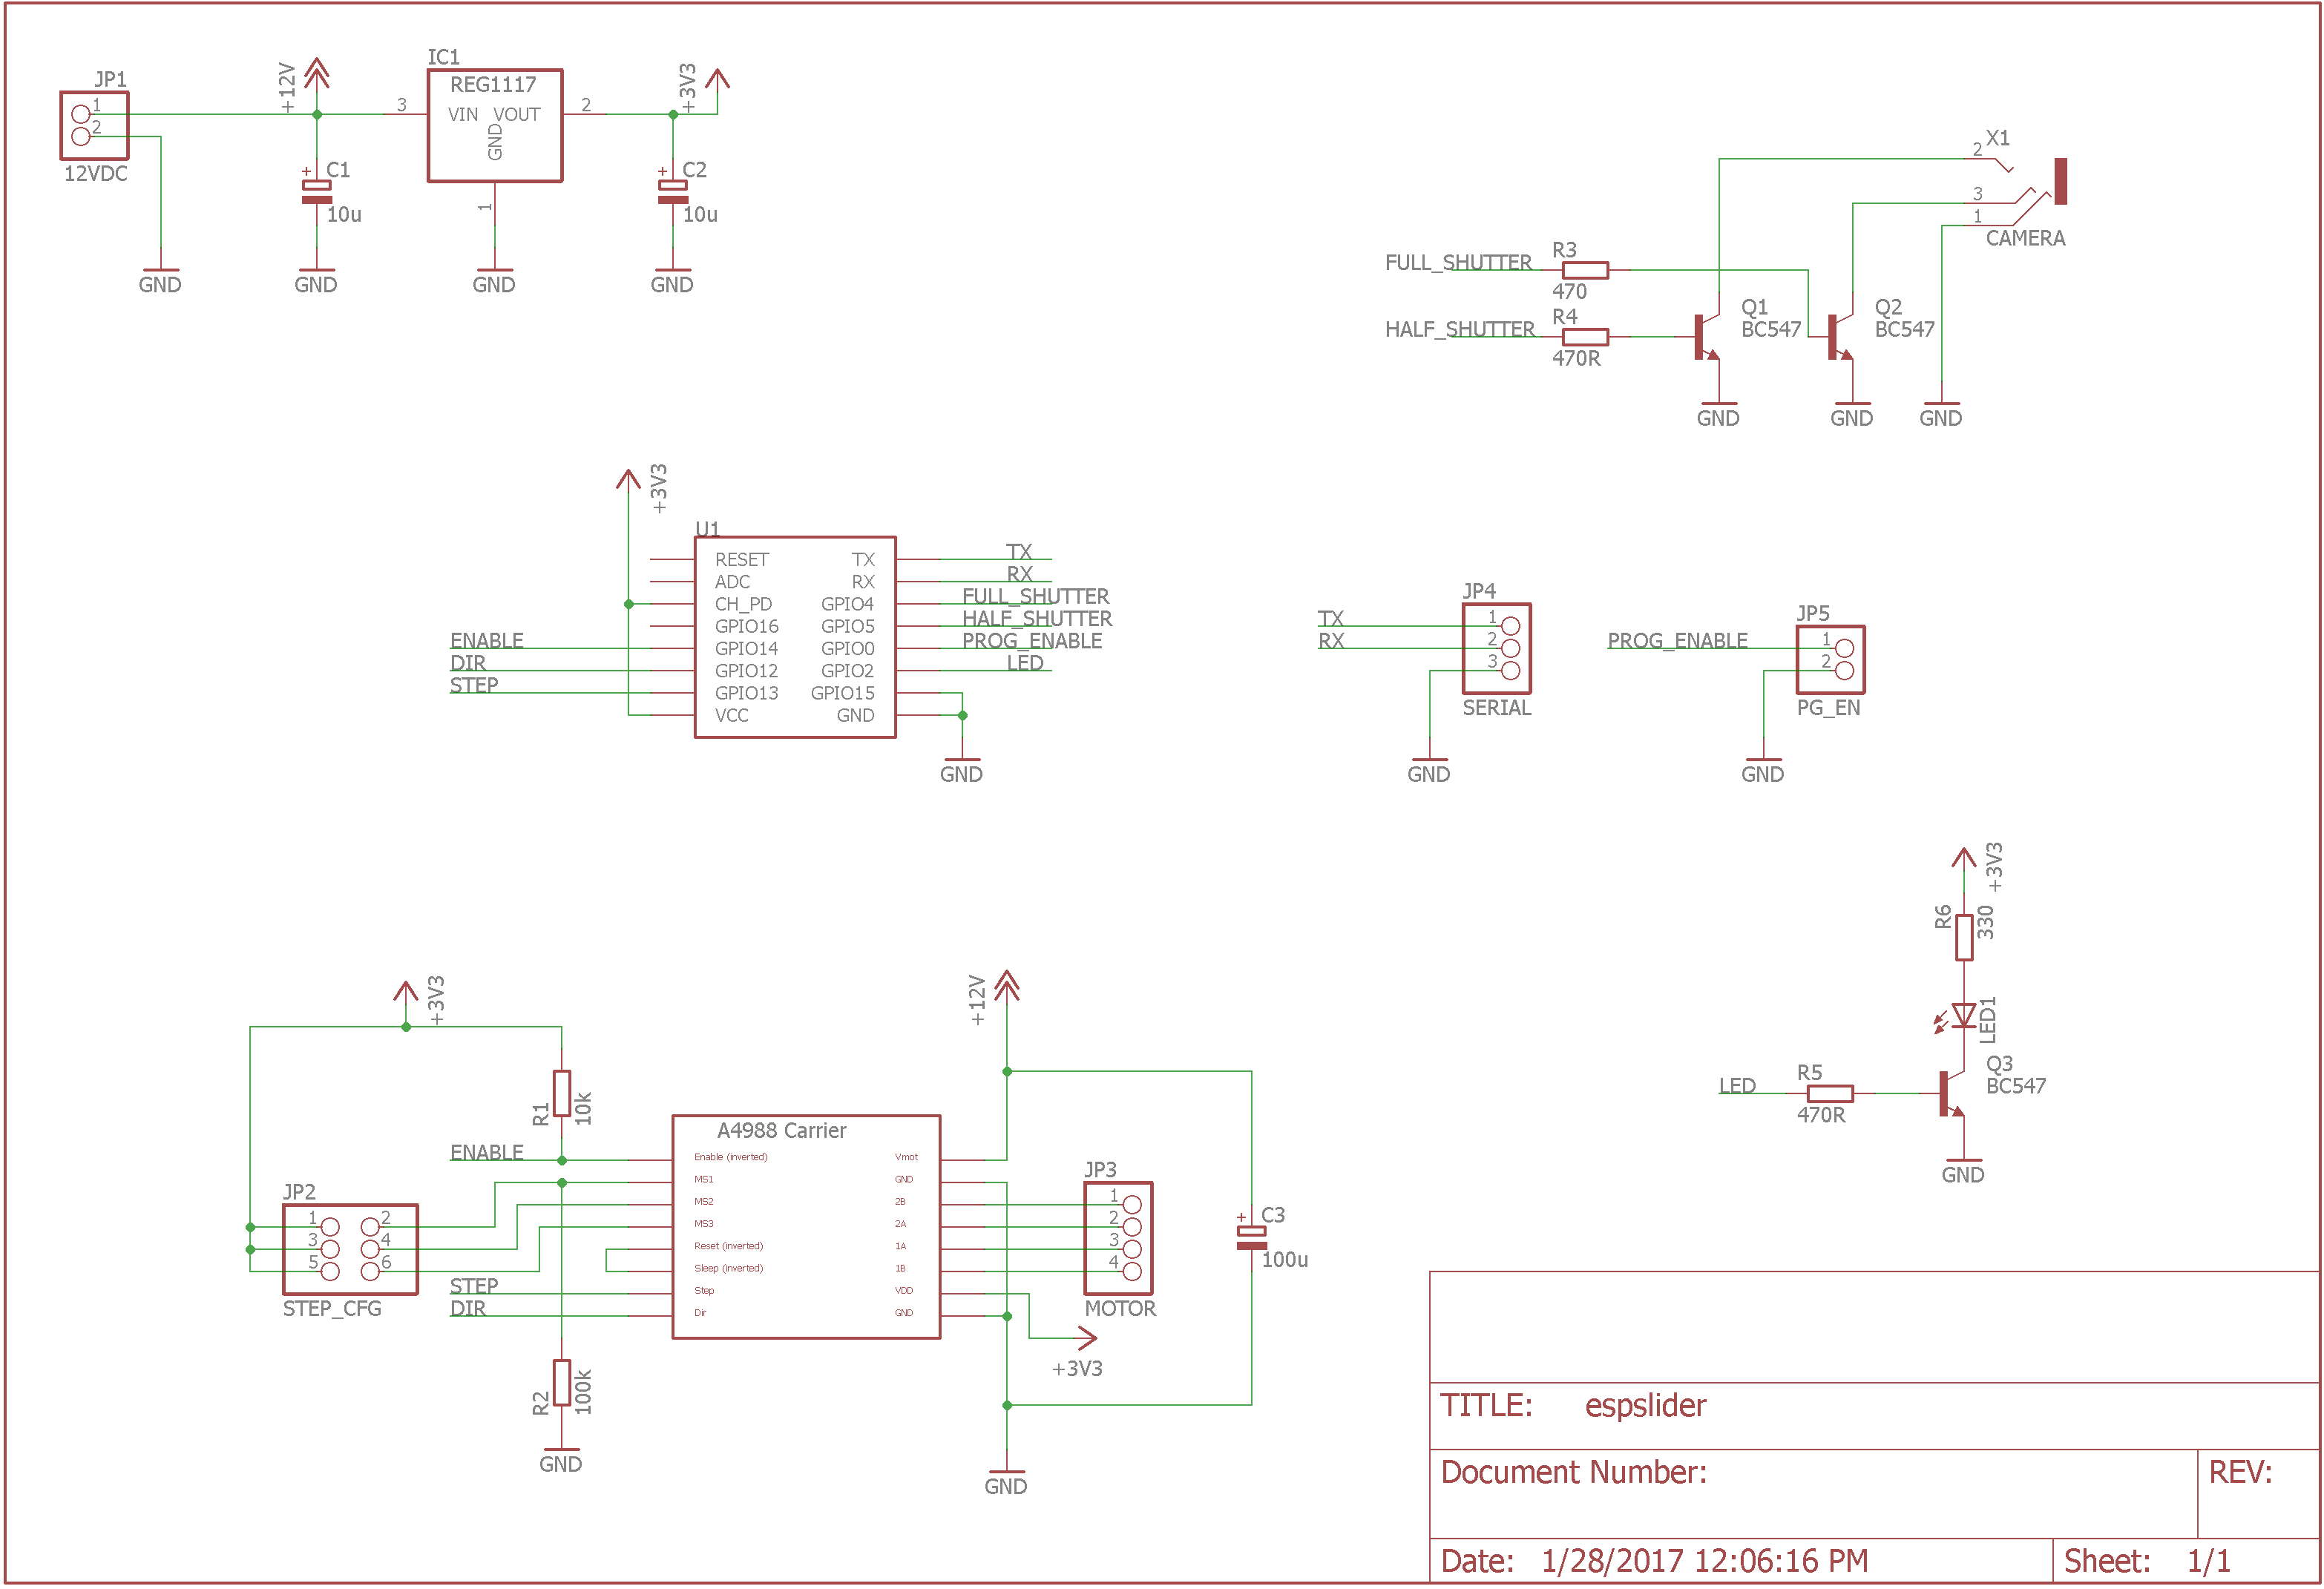 JP1
1
2
12VDC
+12V
C1
+
10u
IC1
REG1117
3
VIN VOUT
2
GND
1
+3V3
C2
+
10u
GND
GND
GND
GND
X1
2
3
1
CAMERA
FULL_SHUTTER
R3
470
HALF_SHUTTER
R4
470R
Q1
BC547
Q2
BC547
GND
GND
GND
+3V3
U1
RESET TX TX
ADC RX RX
CH_PD GPIO4 FULL_SHUTTER
GPIO16 GPIO5 HALF_SHUTTER
ENABLE GPIO14 GPIO0 PROG_ENABLE
DIR GPIO12 GPIO2 LED
STEP GPIO13 GPIO15
VCC GND
GND
JP4
TX 1
RX 2
3
SERIAL
GND
JP5
PROG_ENABLE 1
2
PG_EN
GND
+3V3
R6
330
LED1
LED
R5
470R
Q3
BC547
GND
+3V3
R1
10k
ENABLE
JP2
1 2
3 4
5 6
STEP_CFG
STEP
DIR
R2
100k
GND
A4988 Carrier
Enable (inverted) Vmot
MS1 GND
MS2 2B
MS3 2A
Reset (inverted) 1A
Sleep (inverted) 1B
Step VDD
Dir GND
+12V
JP3
1
2
3
4
MOTOR
+3V3
C3
+
100u
GND
TITLE: espslider
Document Number:
REV:
Date: 1/28/2017 12:06:16 PM
Sheet: 1/1